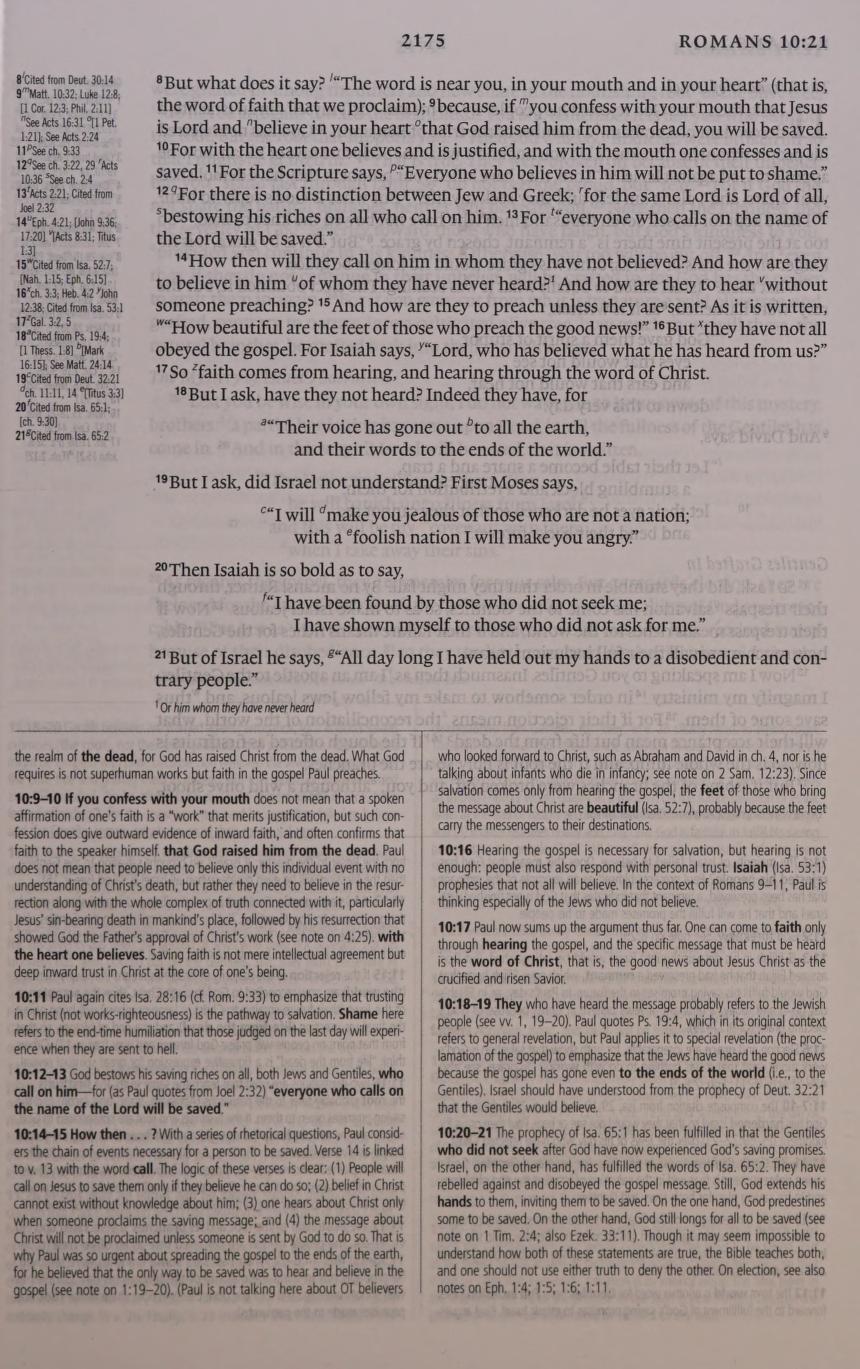 2175 ROMANS 10:21
8 lCited from Deut. 30:14
9 mMatt. 10:32; Luke 12:8;
[1 Cor. 12:3; Phil. 2:11]
nSee Acts 16:31 o[1 Pet.
1:21]; See Acts 2:24
11 pSee ch. 9:33
12 qSee ch. 3:22, 29 rActs
10:36 sSee ch. 2:4
13 tActs 2:21; Cited from
Joel 2:32
14 uEph. 4:21; [John 9:36;
17:20] v[Acts 8:31; Titus
1:3]
15 wCited from Isa. 52:7;
[Nah. 1:15; Eph. 6:15]
16 xch. 3:3; Heb. 4:2 yJohn
12:38; Cited from Isa. 53:1
17 zGal. 3:2, 5
18 aCited from Ps. 19:4;
[1 Thess. 1:8] b[Mark
16:15]; See Matt. 24:14
19 cCited from Deut. 32:21
dch. 11:11, 14 e[Titus 3:3]
20 fCited from Isa. 65:1;
[ch. 9:30]
21 gCited from Isa. 65:2
8 But what does it say? l“The word is near you, in your mouth and in your heart” (that is,
the word of faith that we proclaim); 9 because, if m you confess with your mouth that Jesus
is Lord and n believe in your heart o that God raised him from the dead, you will be saved.
10 For with the heart one believes and is justified, and with the mouth one confesses and is
saved. 11 For the Scripture says, p“Everyone who believes in him will not be put to shame.”
12 q For there is no distinction between Jew and Greek; r for the same Lord is Lord of all,
s bestowing his riches on all who call on him. 13 For t“everyone who calls on the name of
the Lord will be saved.”
14 How then will they call on him in whom they have not believed? And how are they
to believe in him u of whom they have never heard?1 And how are they to hear v without
someone preaching? 15 And how are they to preach unless they are sent? As it is written,
w“How beautiful are the feet of those who preach the good news!” 16 But x they have not all
obeyed the gospel. For Isaiah says, y“Lord, who has believed what he has heard from us?”
17 So z faith comes from hearing, and hearing through the word of Christ.
18 But I ask, have they not heard? Indeed they have, for
a“Their voice has gone out b to all the earth,
and their words to the ends of the world.”
19 But I ask, did Israel not understand? First Moses says,
c“I will d make you jealous of those who are not a nation;
with a e foolish nation I will make you angry.”
20 Then Isaiah is so bold as to say,
f“I have been found by those who did not seek me;
I have shown myself to those who did not ask for me.”
21 But of Israel he says, g“All day long I have held out my hands to a disobedient and con-
trary people.”
1 Or him whom they have never heard
the realm of the dead, for God has raised Christ from the dead. What God
requires is not superhuman works but faith in the gospel Paul preaches.
10:9–10 If you confess with your mouth does not mean that a spoken
affirmation of one's faith is a “work” that merits justification, but such con-
fession does give outward evidence of inward faith, and often confirms that
faith to the speaker himself. that God raised him from the dead. Paul
does not mean that people need to believe only this individual event with no
understanding of Christ's death, but rather they need to believe in the resur-
rection along with the whole complex of truth connected with it, particularly
Jesus' sin-bearing death in mankind's place, followed by his resurrection that
showed God the Father's approval of Christ's work (see note on 4:25). with
the heart one believes. Saving faith is not mere intellectual agreement but
deep inward trust in Christ at the core of one's being.
10:11 Paul again cites Isa. 28:16 (cf. Rom. 9:33) to emphasize that trusting
in Christ (not works-righteousness) is the pathway to salvation. Shame here
refers to the end-time humiliation that those judged on the last day will experi-
ence when they are sent to hell.
10:12–13 God bestows his saving riches on all, both Jews and Gentiles, who
call on him—for (as Paul quotes from Joel 2:32) “everyone who calls on
the name of the Lord will be saved.”
10:14–15 How then . . . ? With a series of rhetorical questions, Paul consid-
ers the chain of events necessary for a person to be saved. Verse 14 is linked
to v. 13 with the word call. The logic of these verses is clear: (1) People will
call on Jesus to save them only if they believe he can do so; (2) belief in Christ
cannot exist without knowledge about him; (3) one hears about Christ only
when someone proclaims the saving message; and (4) the message about
Christ will not be proclaimed unless someone is sent by God to do so. That is
why Paul was so urgent about spreading the gospel to the ends of the earth,
for he believed that the only way to be saved was to hear and believe in the
gospel (see note on 1:19–20). (Paul is not talking here about OT believers
who looked forward to Christ, such as Abraham and David in ch. 4, nor is he
talking about infants who die in infancy; see note on 2 Sam. 12:23). Since
salvation comes only from hearing the gospel, the feet of those who bring
the message about Christ are beautiful (Isa. 52:7), probably because the feet
carry the messengers to their destinations.
10:16 Hearing the gospel is necessary for salvation, but hearing is not
enough: people must also respond with personal trust. Isaiah (Isa. 53:1)
prophesies that not all will believe. In the context of Romans 9–11, Paul is
thinking especially of the Jews who did not believe.
10:17 Paul now sums up the argument thus far. One can come to faith only
through hearing the gospel, and the specific message that must be heard
is the word of Christ, that is, the good news about Jesus Christ as the
crucified and risen Savior.
10:18–19 They who have heard the message probably refers to the Jewish
people (see vv. 1, 19–20). Paul quotes Ps. 19:4, which in its original context
refers to general revelation, but Paul applies it to special revelation (the proc-
lamation of the gospel) to emphasize that the Jews have heard the good news
because the gospel has gone even to the ends of the world (i.e., to the
Gentiles). Israel should have understood from the prophecy of Deut. 32:21
that the Gentiles would believe.
10:20–21 The prophecy of Isa. 65:1 has been fulfilled in that the Gentiles
who did not seek after God have now experienced God's saving promises.
Israel, on the other hand, has fulfilled the words of Isa. 65:2. They have
rebelled against and disobeyed the gospel message. Still, God extends his
hands to them, inviting them to be saved. On the one hand, God predestines
some to be saved. On the other hand, God still longs for all to be saved (see
note on 1 Tim. 2:4; also Ezek. 33:11). Though it may seem impossible to
understand how both of these statements are true, the Bible teaches both,
and one should not use either truth to deny the other. On election, see also
notes on Eph. 1:4; 1:5; 1:6; 1:11.